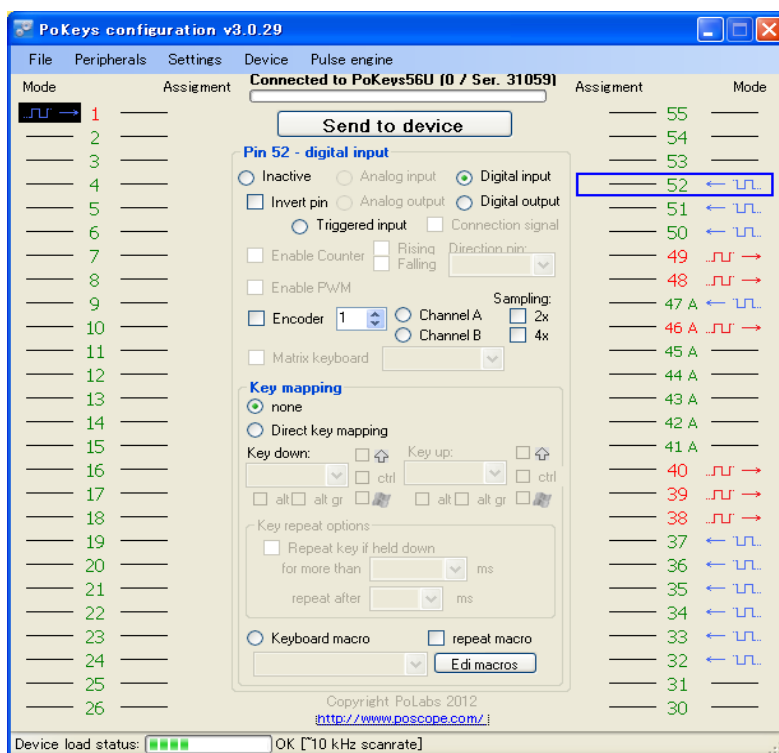 PoKeys configuration v3.0.29
File Peripherals Settings Device Pulse engine
Mode Assigment Connected to PoKeys56U (0 / Ser. 31059) Assigment Mode
Send to device
1 55
2 54
Pin 52 - digital input
3 53
Inactive Analog input Digital input
4 52
Invert pin Analog output Digital output
5 51
Triggered input Connection signal
6 50
Enable Counter Rising Falling Direction pin:
7 49
8 48
Enable PWM
9 47 A
Encoder 1 Channel A Channel B Sampling: 2x 4x
10 46 A
11 45 A
Matrix keyboard
12 44 A
Key mapping
13 43 A
none
14 42 A
Direct key mapping
15 41 A
Key down: Key up:
16 40
ctrl ctrl
17 39
alt alt gr alt alt gr
18 38
Key repeat options
19 37
Repeat key if held down
20 36
for more than ms
21 35
repeat after ms
22 34
23 33
Keyboard macro repeat macro
24 32
Edi macros
25 31
26 30
Copyright PoLabs 2012
http://www.poscope.com/
Device load status: OK [~10 kHz scanrate]